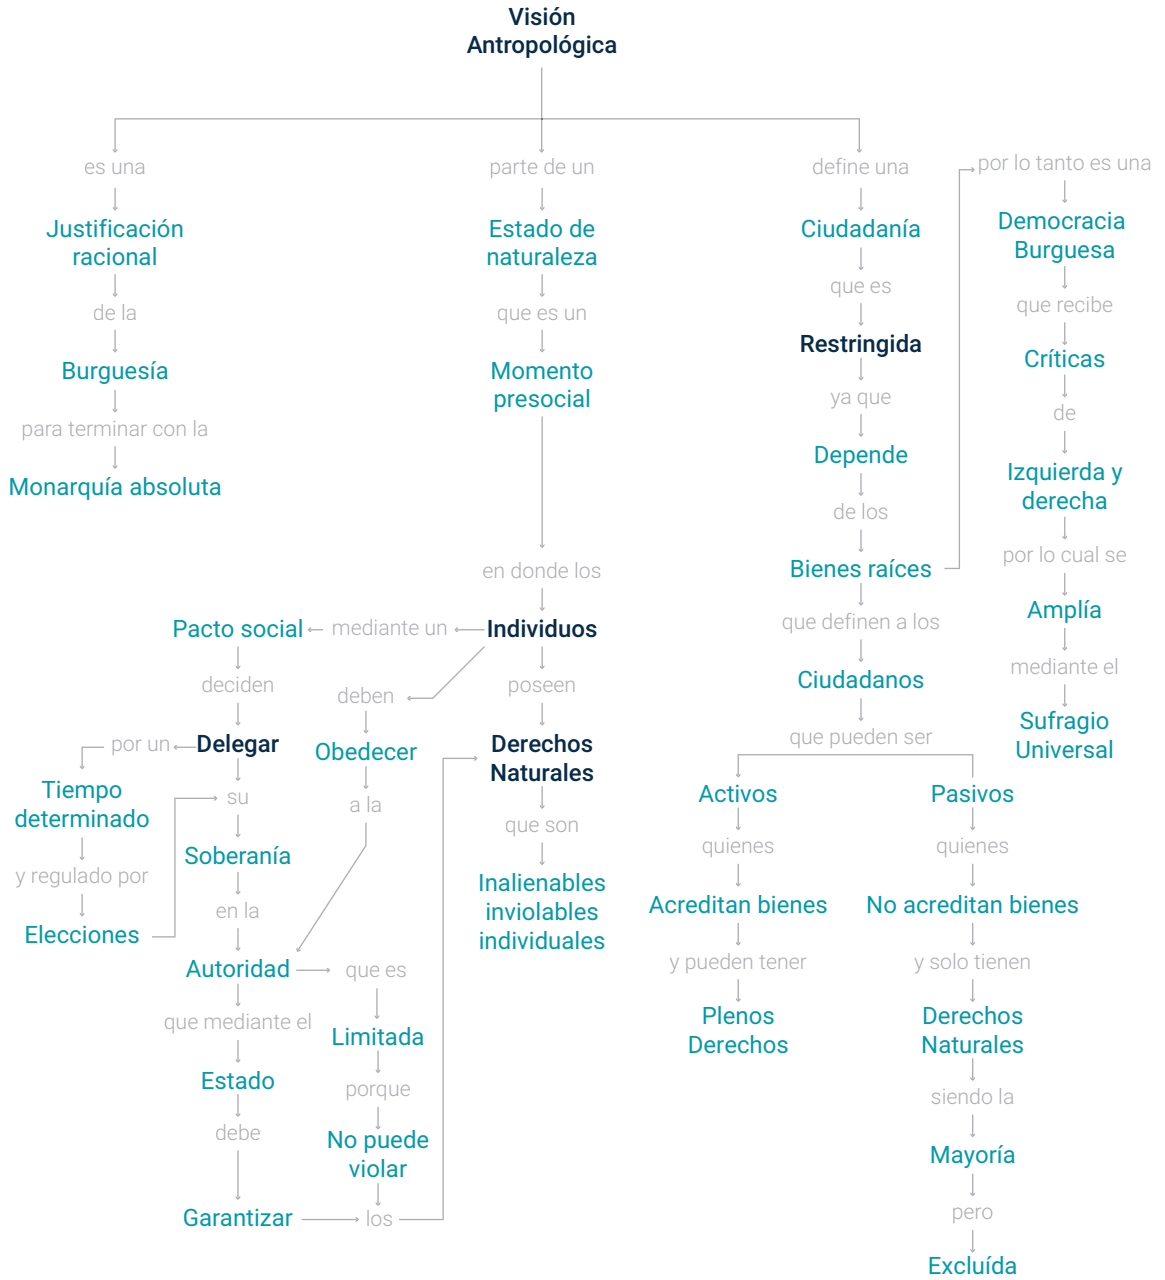 Visión
Antropológica
es una
Justificación
racional
de la
Burguesía
para terminar con la
Monarquía absoluta
parte de un
Estado de
naturaleza
que es un
Momento
presocial
en donde los
Individuos
mediante un
Pacto social
deciden
Delegar
por un
Tiempo
determinado
y regulado por
Elecciones
su
Soberanía
en la
Autoridad
que mediante el
Estado
debe
Garantizar
deben
Obedecer
a la
que es
Limitada
porque
No puede
violar
los
poseen
Derechos
Naturales
que son
Inalienables
inviolables
individuales
define una
Ciudadanía
que es
Restringida
ya que
Depende
de los
Bienes raíces
que definen a los
Ciudadanos
que pueden ser
Activos
quienes
Acreditan bienes
y pueden tener
Plenos
Derechos
Pasivos
quienes
No acreditan bienes
y solo tienen
Derechos
Naturales
siendo la
Mayoría
pero
Excluída
por lo tanto es una
Democracia
Burguesa
que recibe
Críticas
de
Izquierda y
derecha
por lo cual se
Amplía
mediante el
Sufragio
Universal